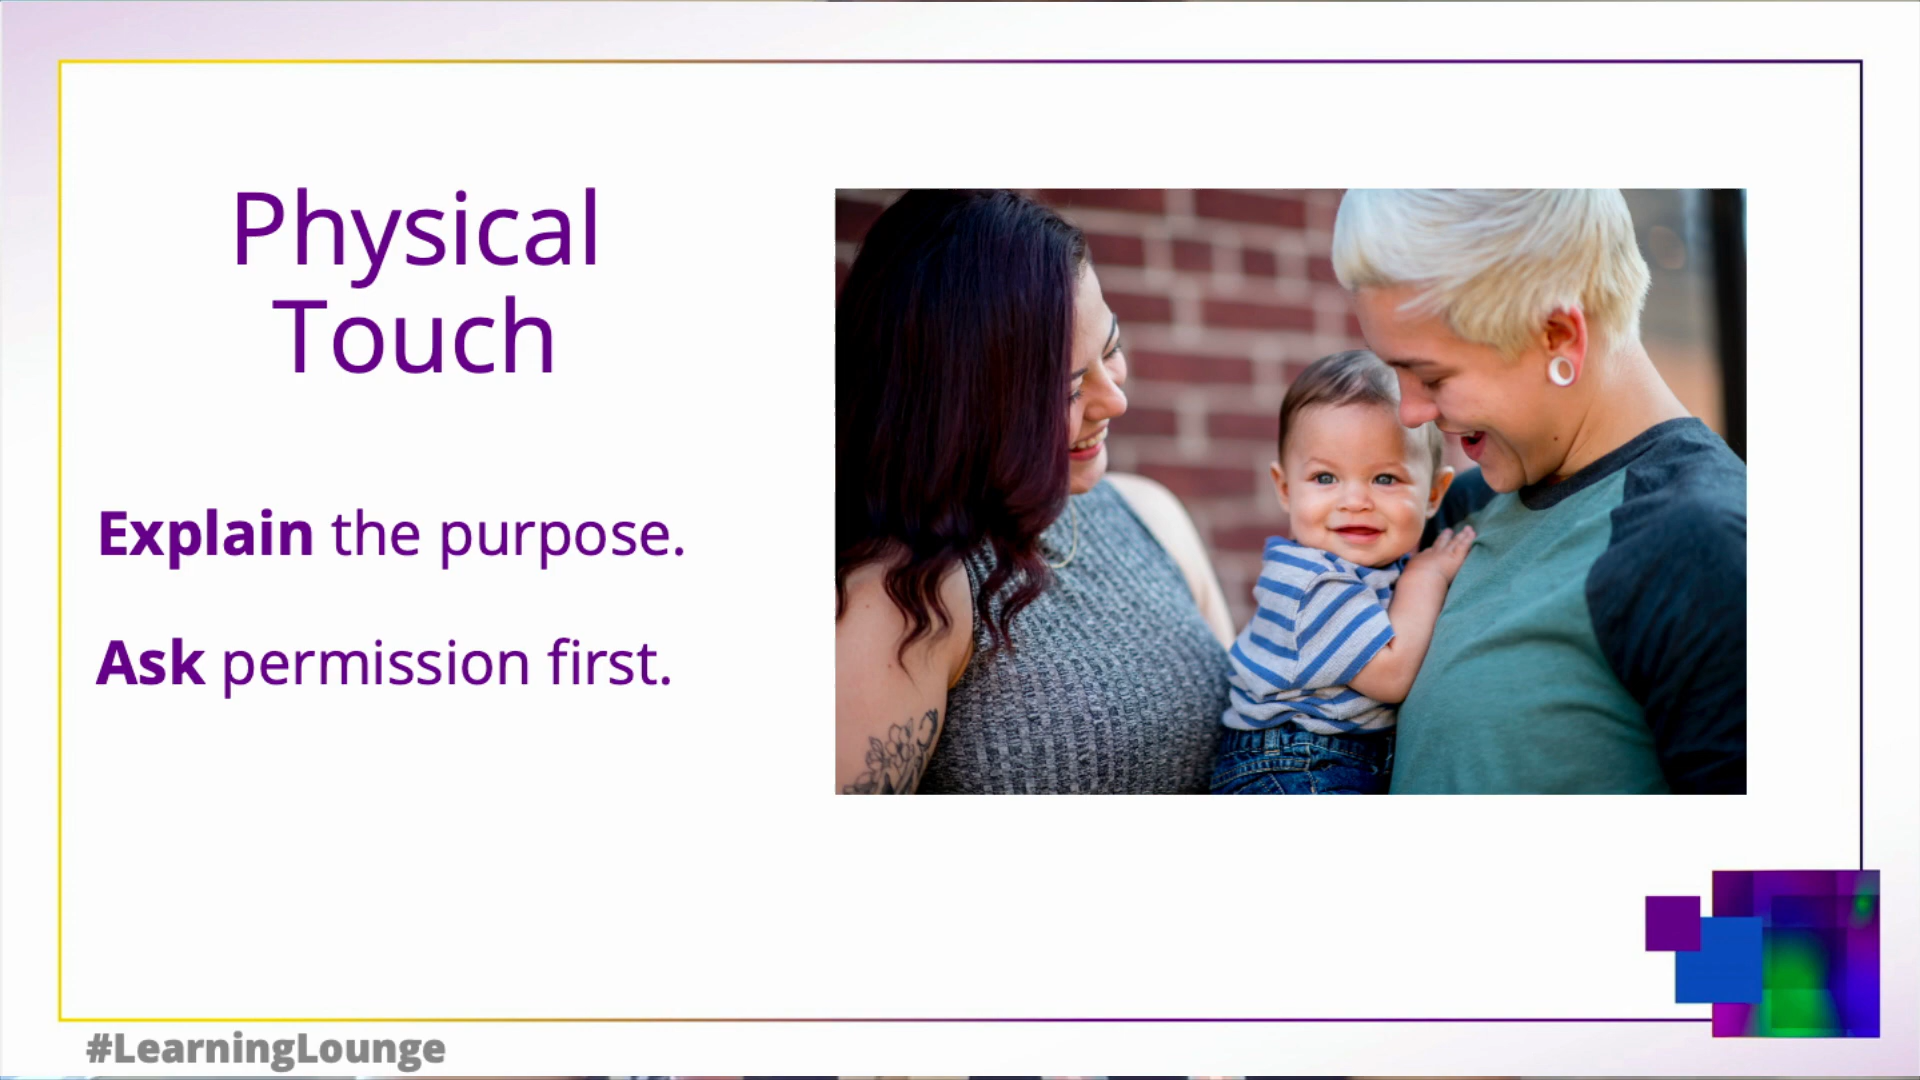 Physical
Touch
Explain the purpose.
Ask permission first.
#LearningLounge